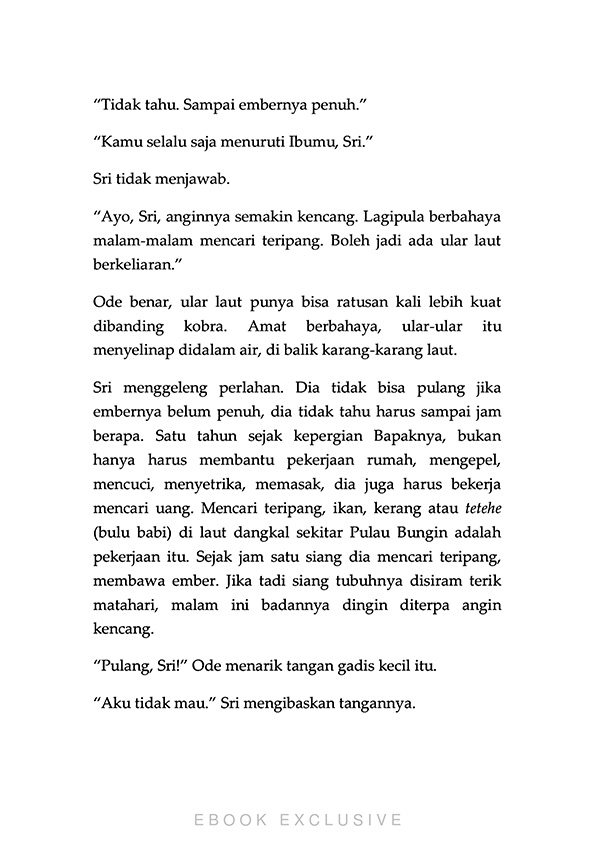 “Tidak tahu. Sampai embernya penuh.”
“Kamu selalu saja menuruti Ibumu, Sri.”
Sri tidak menjawab.
“Ayo, Sri, anginnya semakin kencang. Lagipula berbahaya
malam-malam mencari teripang. Boleh jadi ada ular laut
berkeliaran.”
Ode benar, ular laut punya bisa ratusan kali lebih kuat
dibanding kobra. Amat berbahaya, ular-ular itu
menyelinap didalam air, di balik karang-karang laut.
Sri menggeleng perlahan. Dia tidak bisa pulang jika
embernya belum penuh, dia tidak tahu harus sampai jam
berapa. Satu tahun sejak kepergian Bapaknya, bukan
hanya harus membantu pekerjaan rumah, mengepel,
mencuci, menyetrika, memasak, dia juga harus bekerja
mencari uang. Mencari teripang, ikan, kerang atau tetehe
(bulu babi) di laut dangkal sekitar Pulau Bungin adalah
pekerjaan itu. Sejak jam satu siang dia mencari teripang,
membawa ember. Jika tadi siang tubuhnya disiram terik
matahari, malam ini badannya dingin diterpa angin
kencang.
“Pulang, Sri!” Ode menarik tangan gadis kecil itu.
“Aku tidak mau.” Sri mengibaskan tangannya.
EBOOK EXCLUSIVE